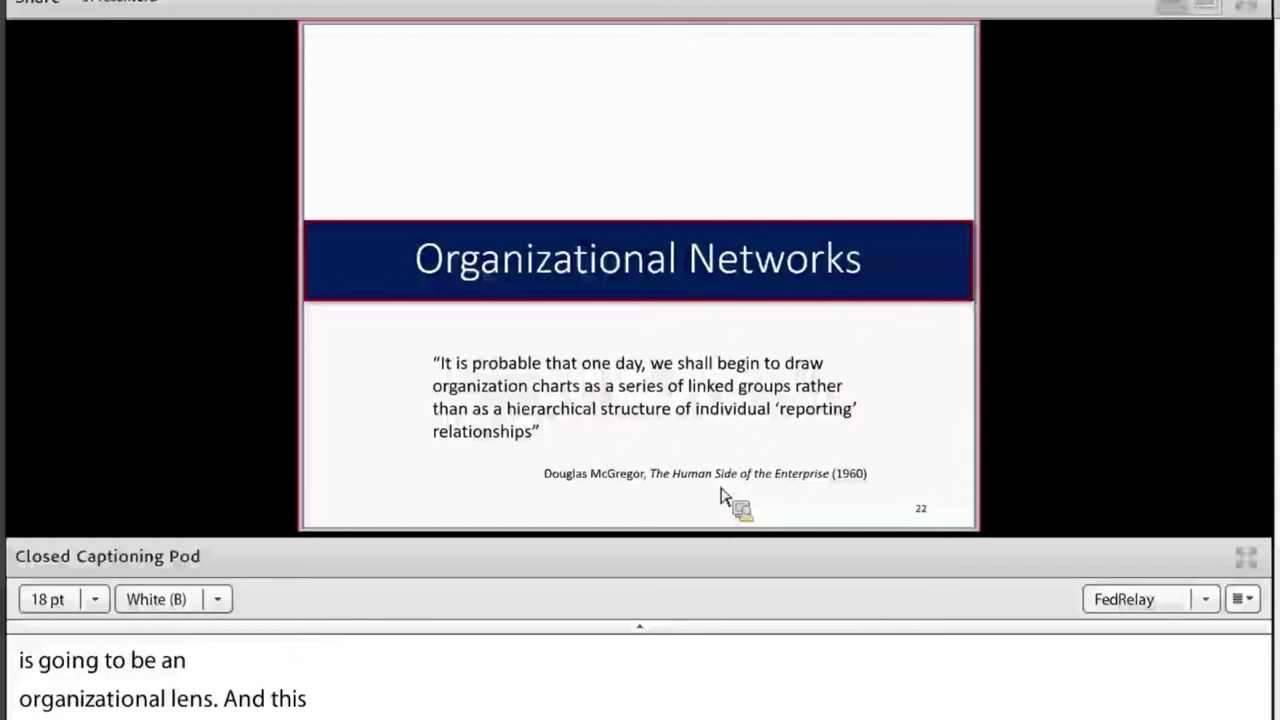 Organizational Networks
“It is probable that one day, we shall begin to draw
organization charts as a series of linked groups rather
than as a hierarchical structure of individual ‘reporting’
relationships”
Douglas McGregor, The Human Side of the Enterprise (1960)
22
Closed Captioning Pod
18 pt
White (B)
FedRelay
is going to be an
organizational lens. And this